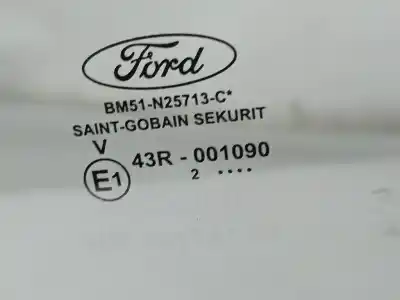 Ford
BM51-N25713-C*
SAINT-GOBAIN SEKURIT
V
E1 43R - 001090
2 ••••